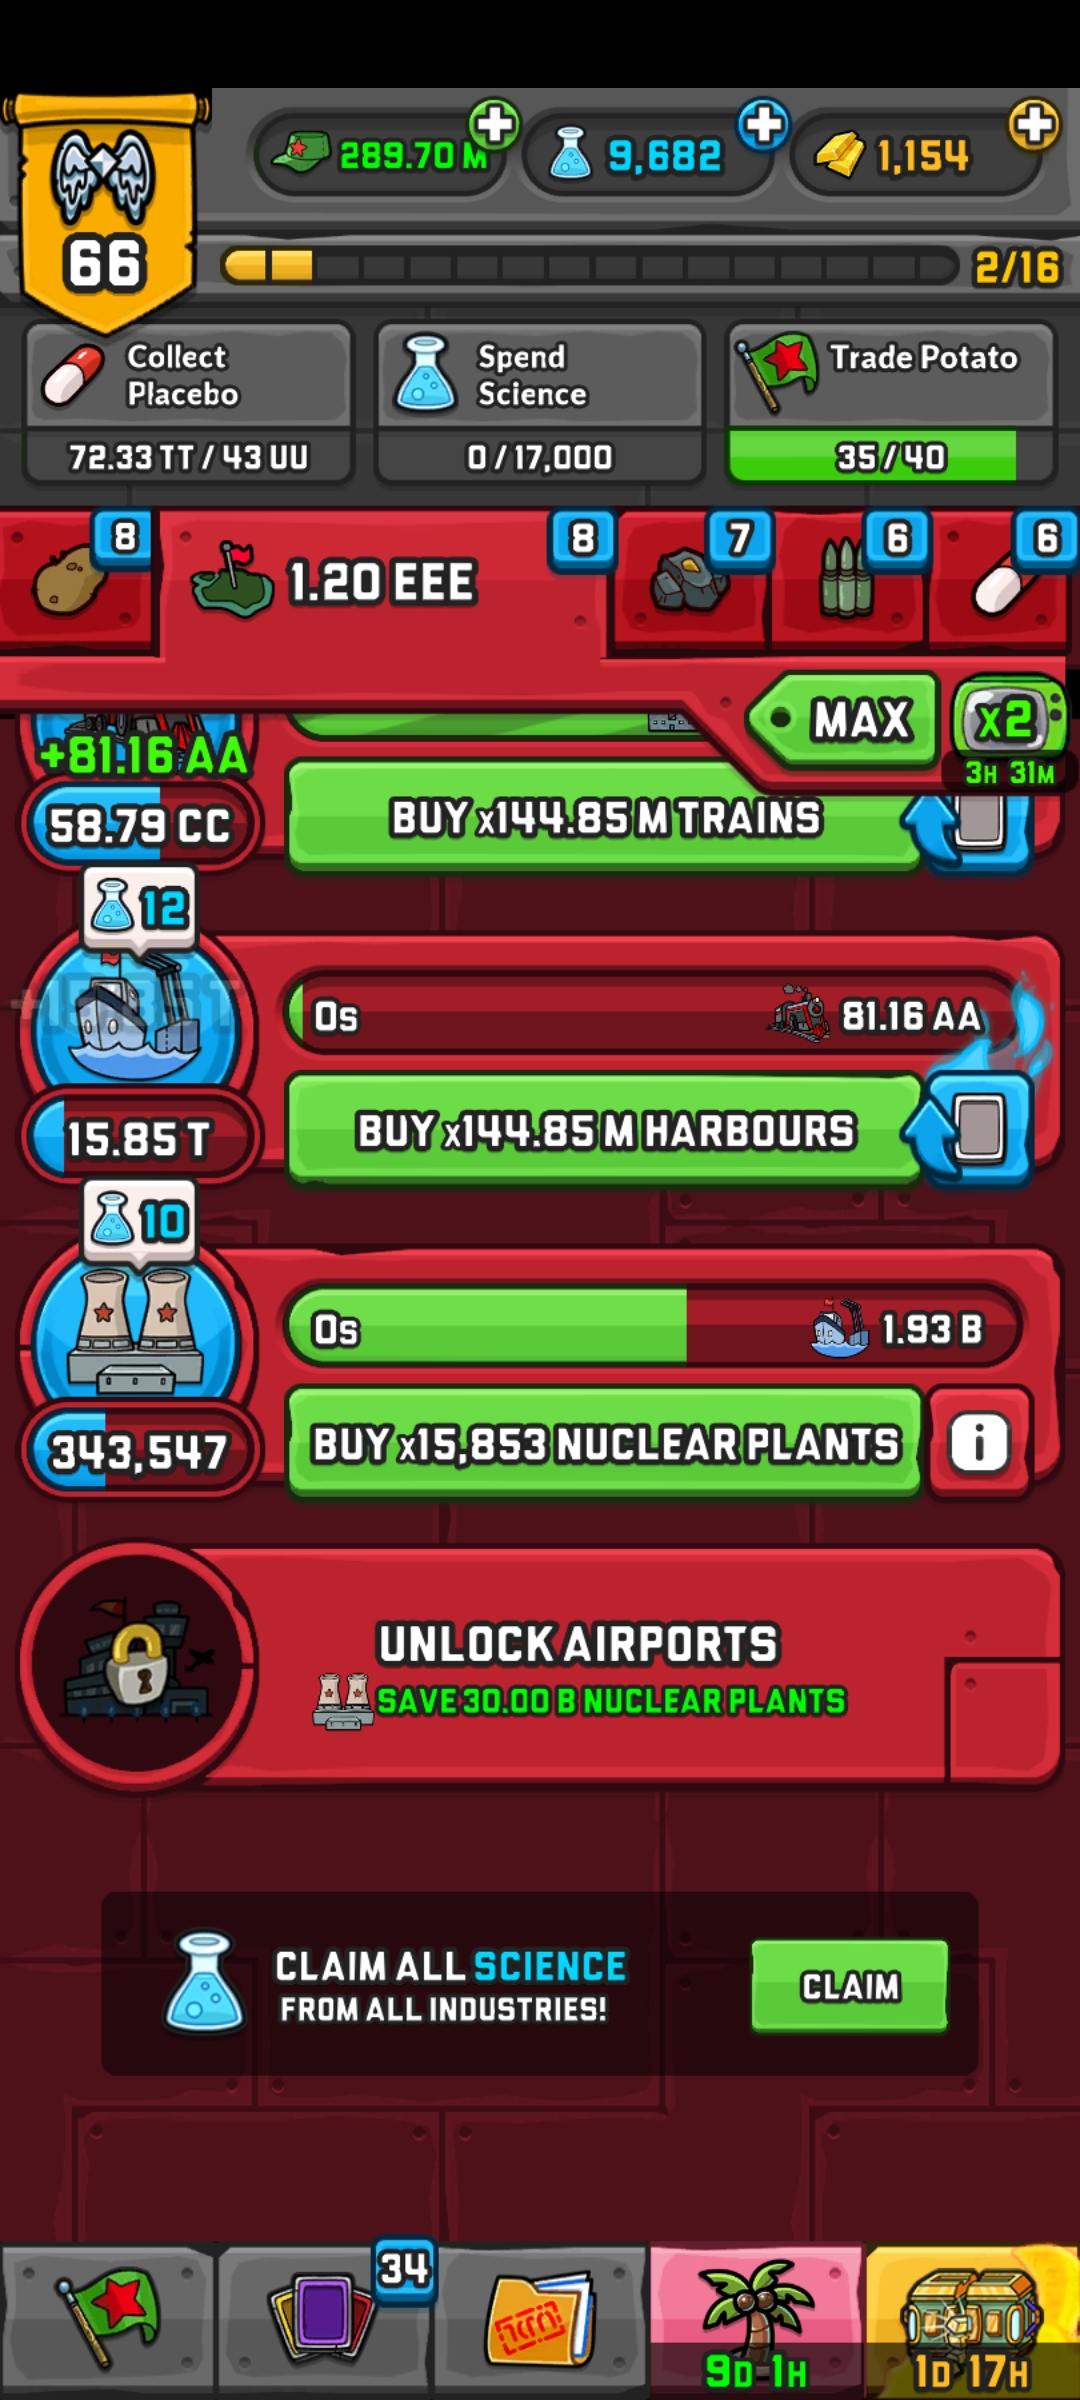 289.70 M
9,682
1,154
66
2/16
Collect
Placebo
72.33 TT / 43 UU
Spend
Science
0 / 17,000
Trade Potato
35 / 40
8
1.20 EEE
8
7
6
6
MAX
x2
3H 31M
+81.16 AA
58.79 CC
BUY x144.85 M TRAINS
12
0s
81.16 AA
15.85 T
BUY x144.85 M HARBOURS
10
0s
1.93 B
343,547
BUY x15,853 NUCLEAR PLANTS
i
UNLOCK AIRPORTS
SAVE 30.00 B NUCLEAR PLANTS
CLAIM ALL SCIENCE
FROM ALL INDUSTRIES!
CLAIM
34
9D 1H
1D 17H